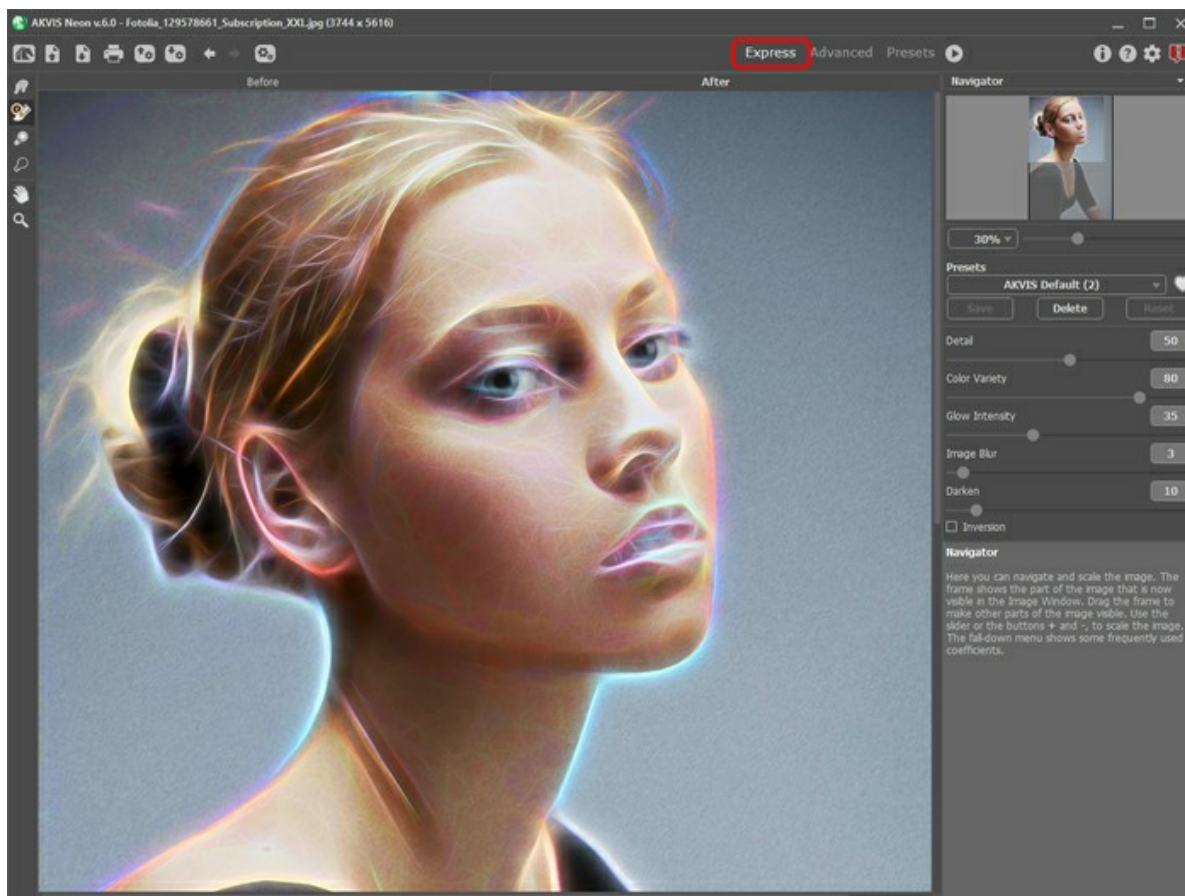 AKVIS Neon v.6.0 - Fotolia_129578661_Subscription_XXL.jpg (3744 x 5616)
Express Advanced Presets
Before After
Navigator
30%
Presets
AKVIS Default (2)
Save Delete Reset
Detail 50
Color Variety 80
Glow Intensity 35
Image Blur 3
Darken 10
Inversion
Navigator
Here you can navigate and scale the image. The
frame shows the part of the image that is now
visible in the Image Window. Drag the frame to
make other parts of the image visible. Use the
slider or the buttons + and -, to scale the image.
The fall-down menu shows some frequently used
coefficients.